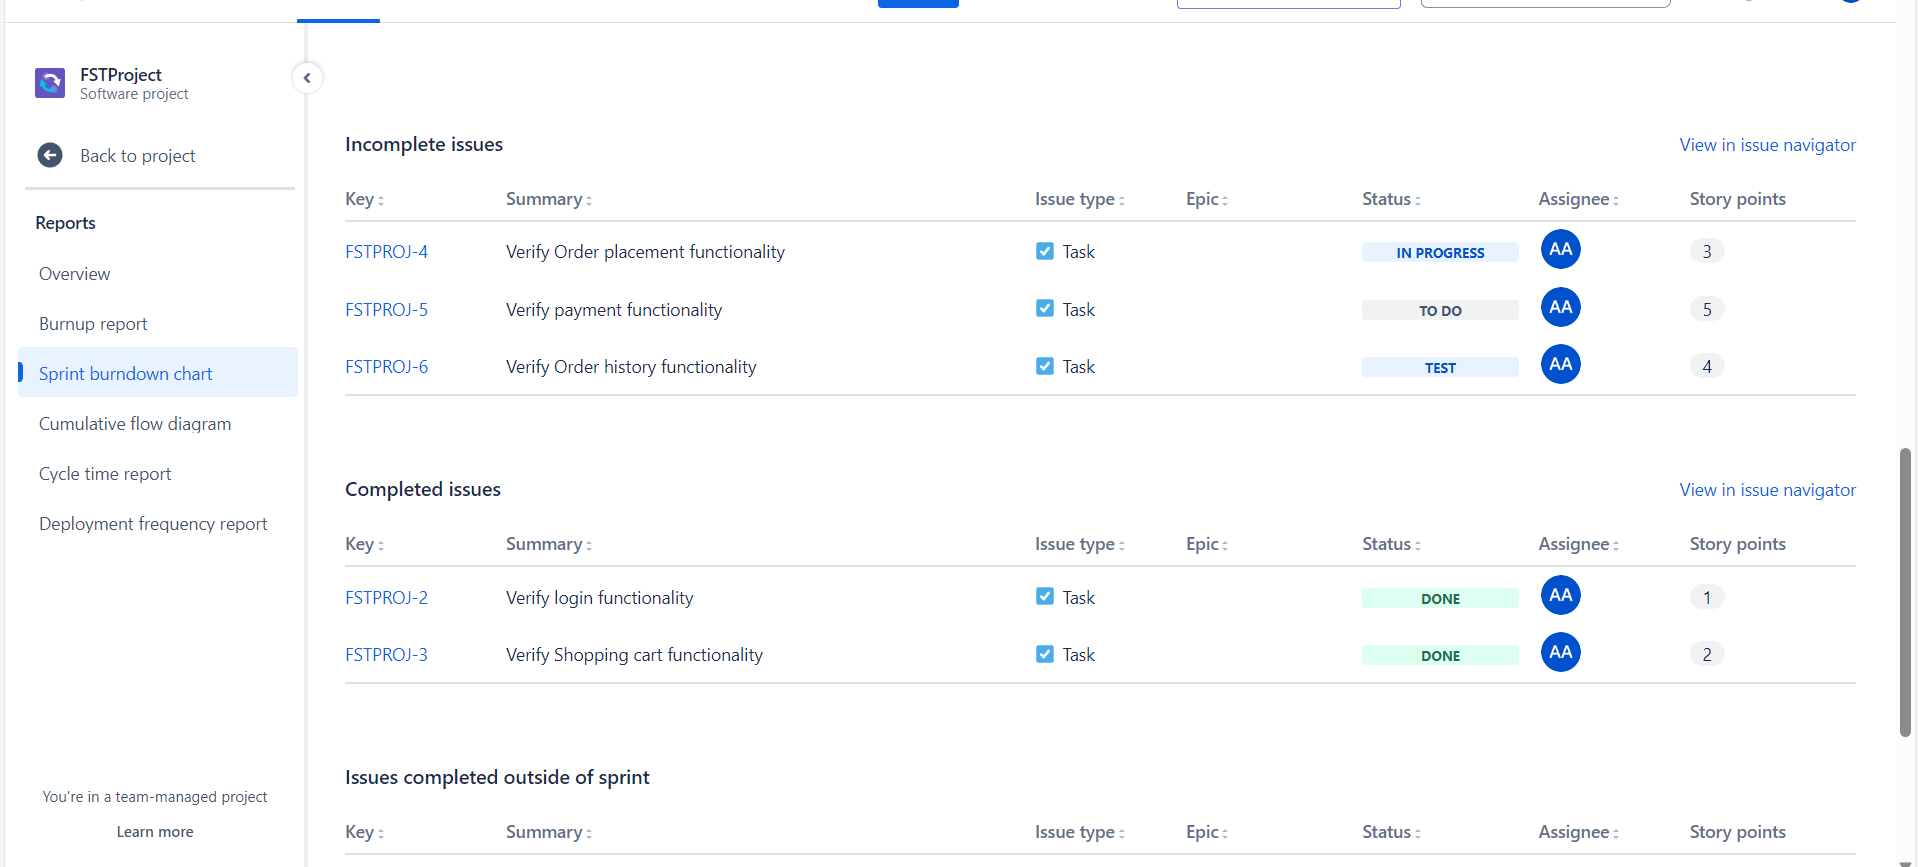 FSTProject
Software project
Back to project
Reports
Overview
Burnup report
Sprint burndown chart
Cumulative flow diagram
Cycle time report
Deployment frequency report
You're in a team-managed project
Learn more
Incomplete issues View in issue navigator
Key Summary Issue type Epic Status Assignee Story points
FSTPROJ-4 Verify Order placement functionality Task IN PROGRESS AA 3
FSTPROJ-5 Verify payment functionality Task TO DO AA 5
FSTPROJ-6 Verify Order history functionality Task TEST AA 4
Completed issues View in issue navigator
Key Summary Issue type Epic Status Assignee Story points
FSTPROJ-2 Verify login functionality Task DONE AA 1
FSTPROJ-3 Verify Shopping cart functionality Task DONE AA 2
Issues completed outside of sprint
Key Summary Issue type Epic Status Assignee Story points